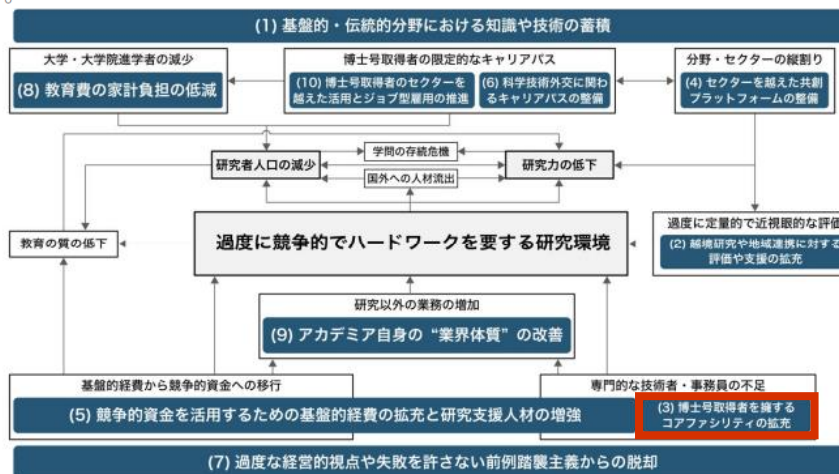 (1) 基盤的・伝統的分野における知識や技術の蓄積
大学・大学院進学者の減少
(8) 教育費の家計負担の低減
博士号取得者の限定的なキャリアパス
(10) 博士号取得者のセクターを
越えた活用とジョブ型雇用の推進
(6) 科学技術外交に関わ
るキャリアパスの整備
分野・セクターの縦割り
(4) セクターを越えた共創
プラットフォームの整備
学問の存続危機
研究者人口の減少
研究力の低下
国外への人材流出
教育の質の低下
過度に競争的でハードワークを要する研究環境
過度に定量的で近視眼的な評価
(2) 越境研究や地域連携に対する
評価や支援の拡充
研究以外の業務の増加
(9) アカデミア自身の“業界体質”の改善
基盤的経費から競争的資金への移行
専門的な技術者・事務員の不足
(5) 競争的資金を活用するための基盤的経費の拡充と研究支援人材の増強
(3) 博士号取得者を擁する
コアファシリティの拡充
(7) 過度な経営的視点や失敗を許さない前例踏襲主義からの脱却